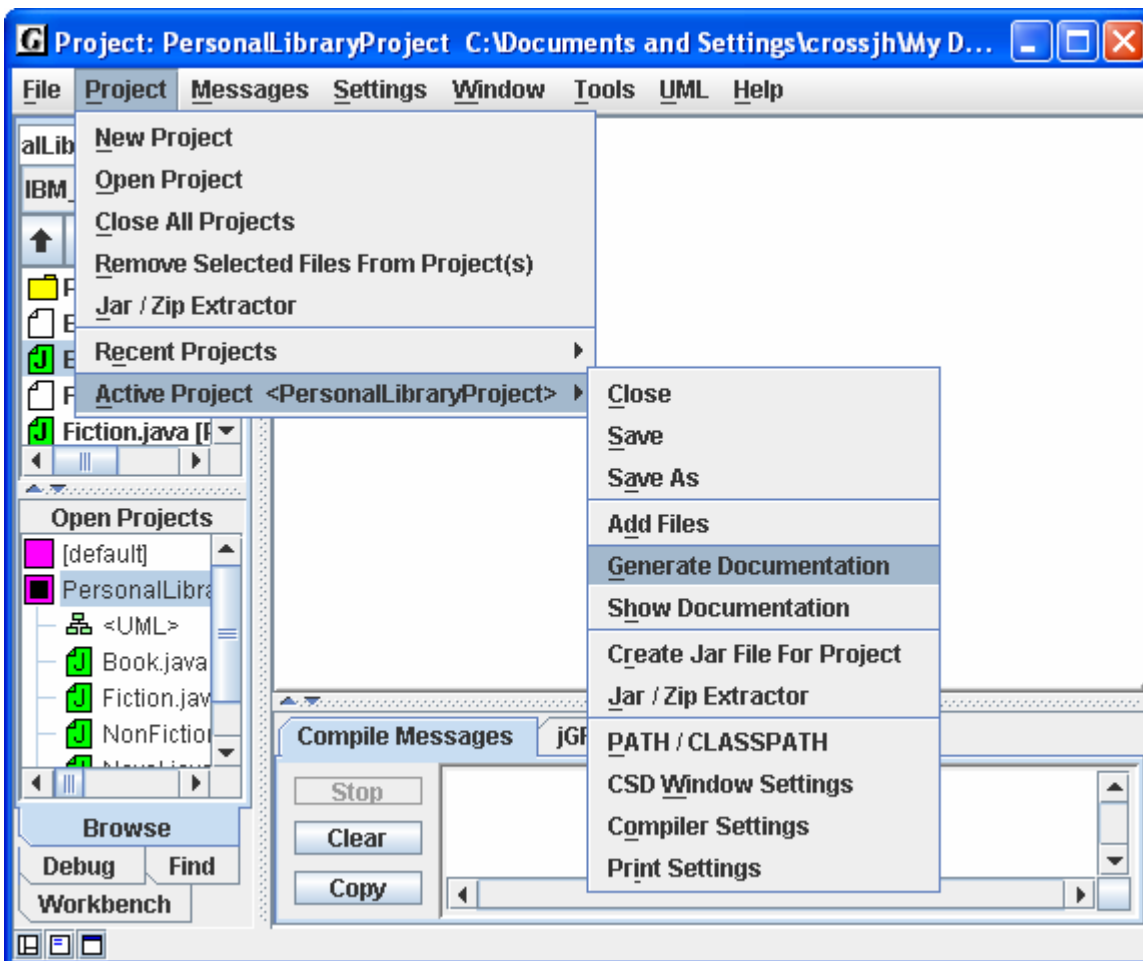 Project: PersonalLibraryProject C:\Documents and Settings\crossjh\My D...
File Project Messages Settings Window Tools UML Help
alLib
IBM_
New Project
Open Project
Close All Projects
Remove Selected Files From Project(s)
Jar / Zip Extractor
Recent Projects
Active Project <PersonalLibraryProject>
Fiction.java [F
Close
Save
Save As
Add Files
Generate Documentation
Show Documentation
Create Jar File For Project
Jar / Zip Extractor
PATH / CLASSPATH
CSD Window Settings
Compiler Settings
Print Settings
Open Projects
[default]
PersonalLibra
<UML>
Book.java
Fiction.jav
NonFiction
Browse
Debug Find
Workbench
Compile Messages jGR
Stop
Clear
Copy